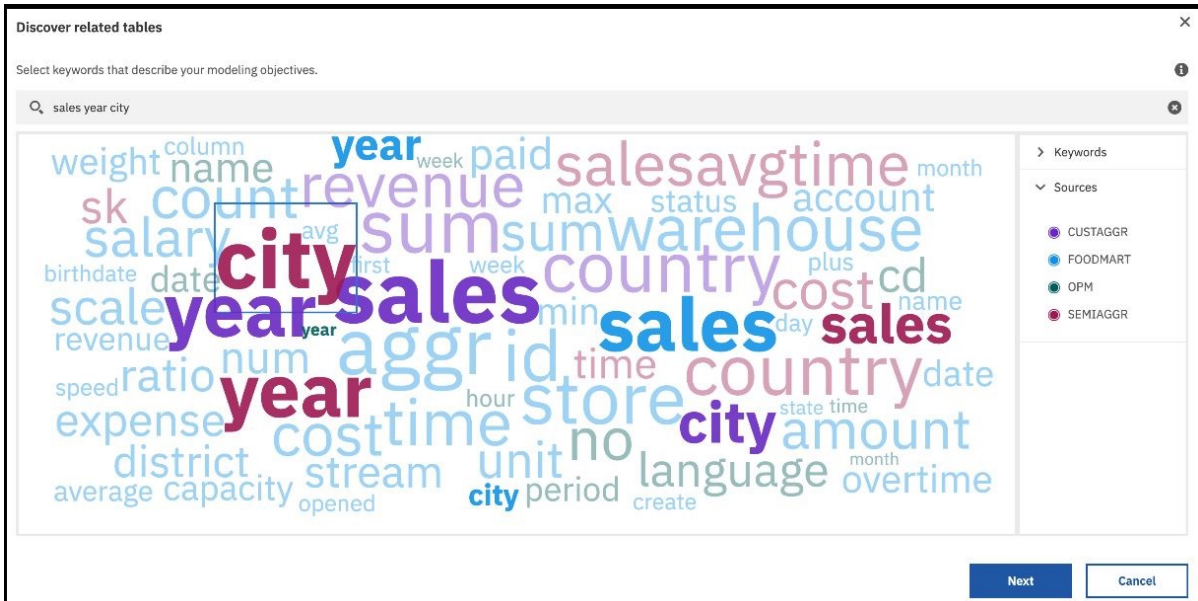 Discover related tables
Select keywords that describe your modeling objectives.
sales year city
column year week paid salesavgtime month
weight name
count revenue max status account
sk sum
salary avg sum warehouse
city first week country plus cd
birthdate date cost name
scale year sales min sales day sales
year
revenue num aggr id time country date
speed ratio year hour store state time
expense cost time no city amount
district stream unit language month
average capacity opened city period create overtime
Keywords
Sources
CUSTAGGR
FOODMART
OPM
SEMIAGGR
Next Cancel